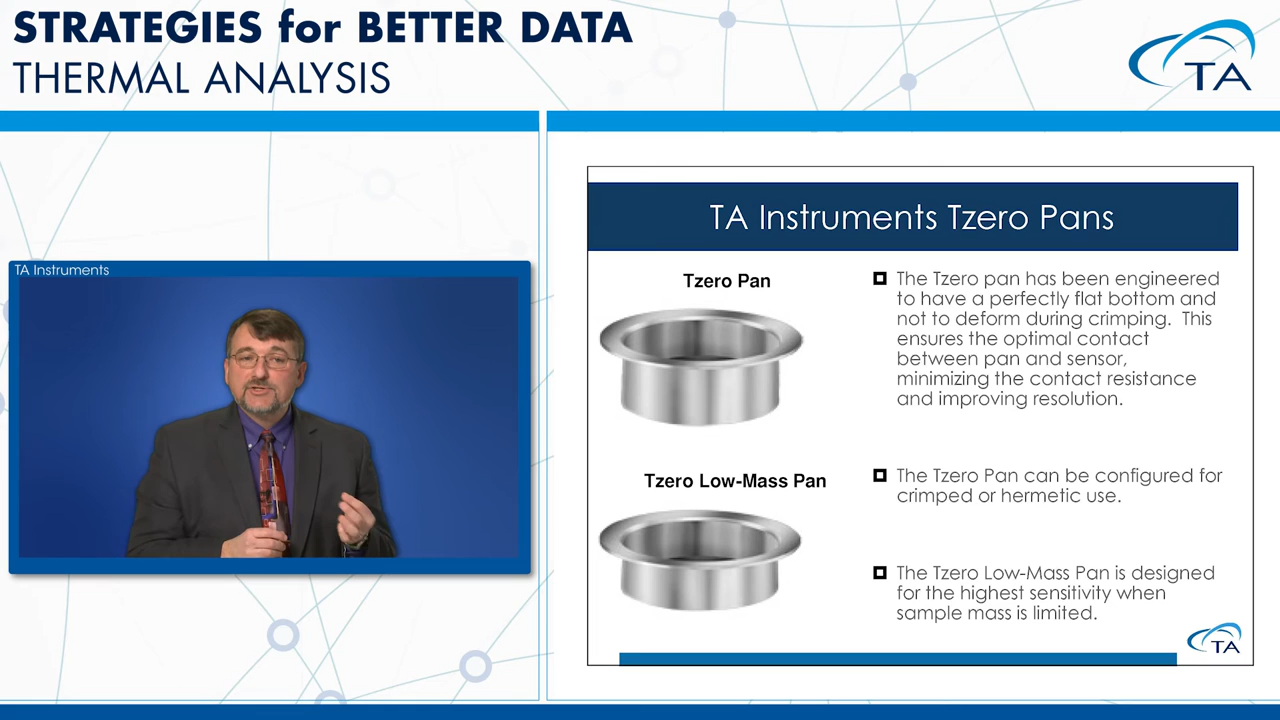 STRATEGIES for BETTER DATA
THERMAL ANALYSIS
TA
TA Instruments
TA Instruments Tzero Pans
Tzero Pan
The Tzero pan has been engineered
to have a perfectly flat bottom and
not to deform during crimping. This
ensures the optimal contact
between pan and sensor,
minimizing the contact resistance
and improving resolution.
Tzero Low-Mass Pan
The Tzero Pan can be configured for
crimped or hermetic use.
The Tzero Low-Mass Pan is designed
for the highest sensitivity when
sample mass is limited.
TA